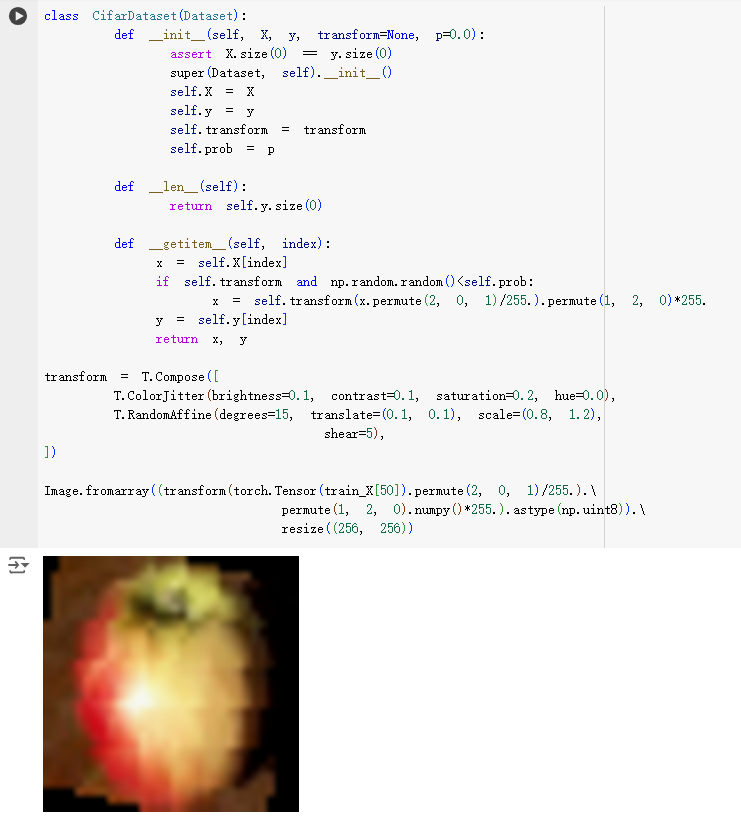 class CifarDataset(Dataset):
def __init__(self, X, y, transform=None, p=0.0):
assert X.size(0) == y.size(0)
super(Dataset, self).__init__()
self.X = X
self.y = y
self.transform = transform
self.prob = p
def __len__(self):
return self.y.size(0)
def __getitem__(self, index):
x = self.X[index]
if self.transform and np.random.random()<self.prob:
x = self.transform(x.permute(2, 0, 1)/255.).permute(1, 2, 0)*255.
y = self.y[index]
return x, y
transform = T.Compose([
T.ColorJitter(brightness=0.1, contrast=0.1, saturation=0.2, hue=0.0),
T.RandomAffine(degrees=15, translate=(0.1, 0.1), scale=(0.8, 1.2),
shear=5),
])
Image.fromarray((transform(torch.Tensor(train_X[50]).permute(2, 0, 1)/255.).\
permute(1, 2, 0).numpy()*255.).astype(np.uint8)).\
resize((256, 256))